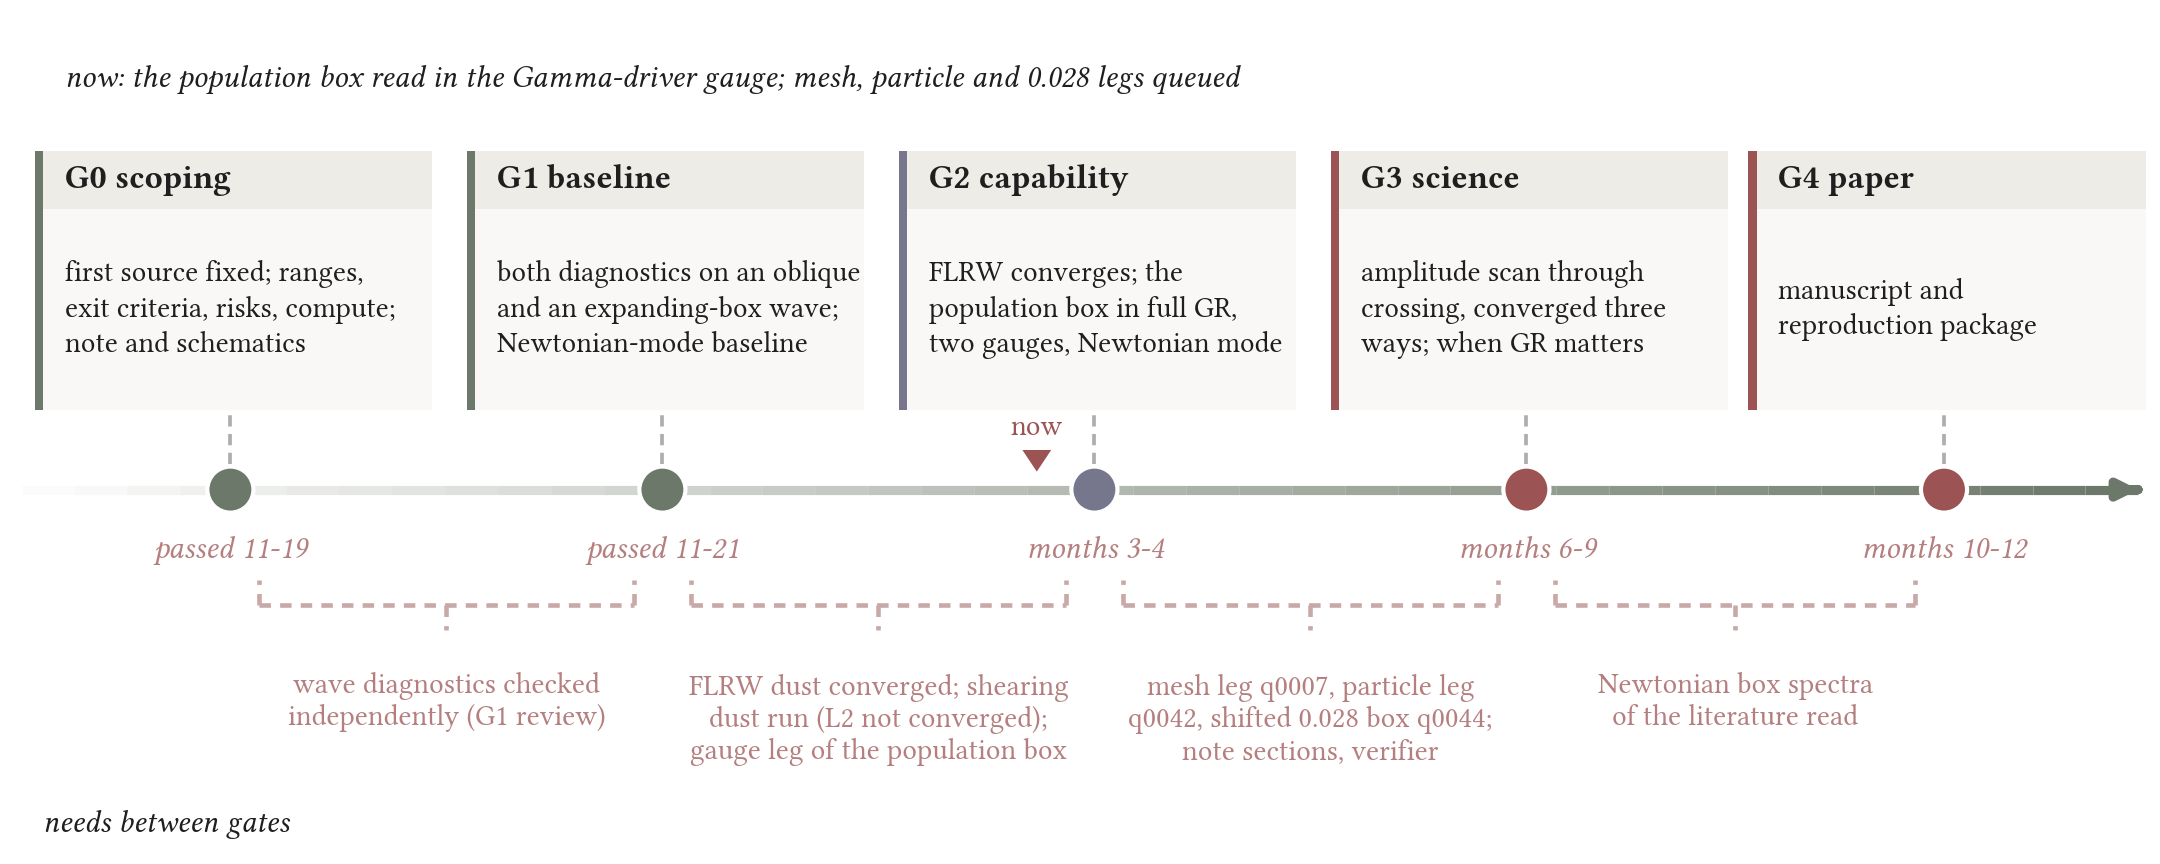 now: the population box read in the Gamma-driver gauge; mesh, particle and 0.028 legs queued
G0 scoping
first source fixed; ranges,
exit criteria, risks, compute;
note and schematics
G1 baseline
both diagnostics on an oblique
and an expanding-box wave;
Newtonian-mode baseline
G2 capability
FLRW converges; the
population box in full GR,
two gauges, Newtonian mode
G3 science
amplitude scan through
crossing, converged three
ways; when GR matters
G4 paper
manuscript and
reproduction package
now
passed 11-19
passed 11-21
months 3-4
months 6-9
months 10-12
wave diagnostics checked
independently (G1 review)
FLRW dust converged; shearing
dust run (L2 not converged);
gauge leg of the population box
mesh leg q0007, particle leg
q0042, shifted 0.028 box q0044;
note sections, verifier
Newtonian box spectra
of the literature read
needs between gates